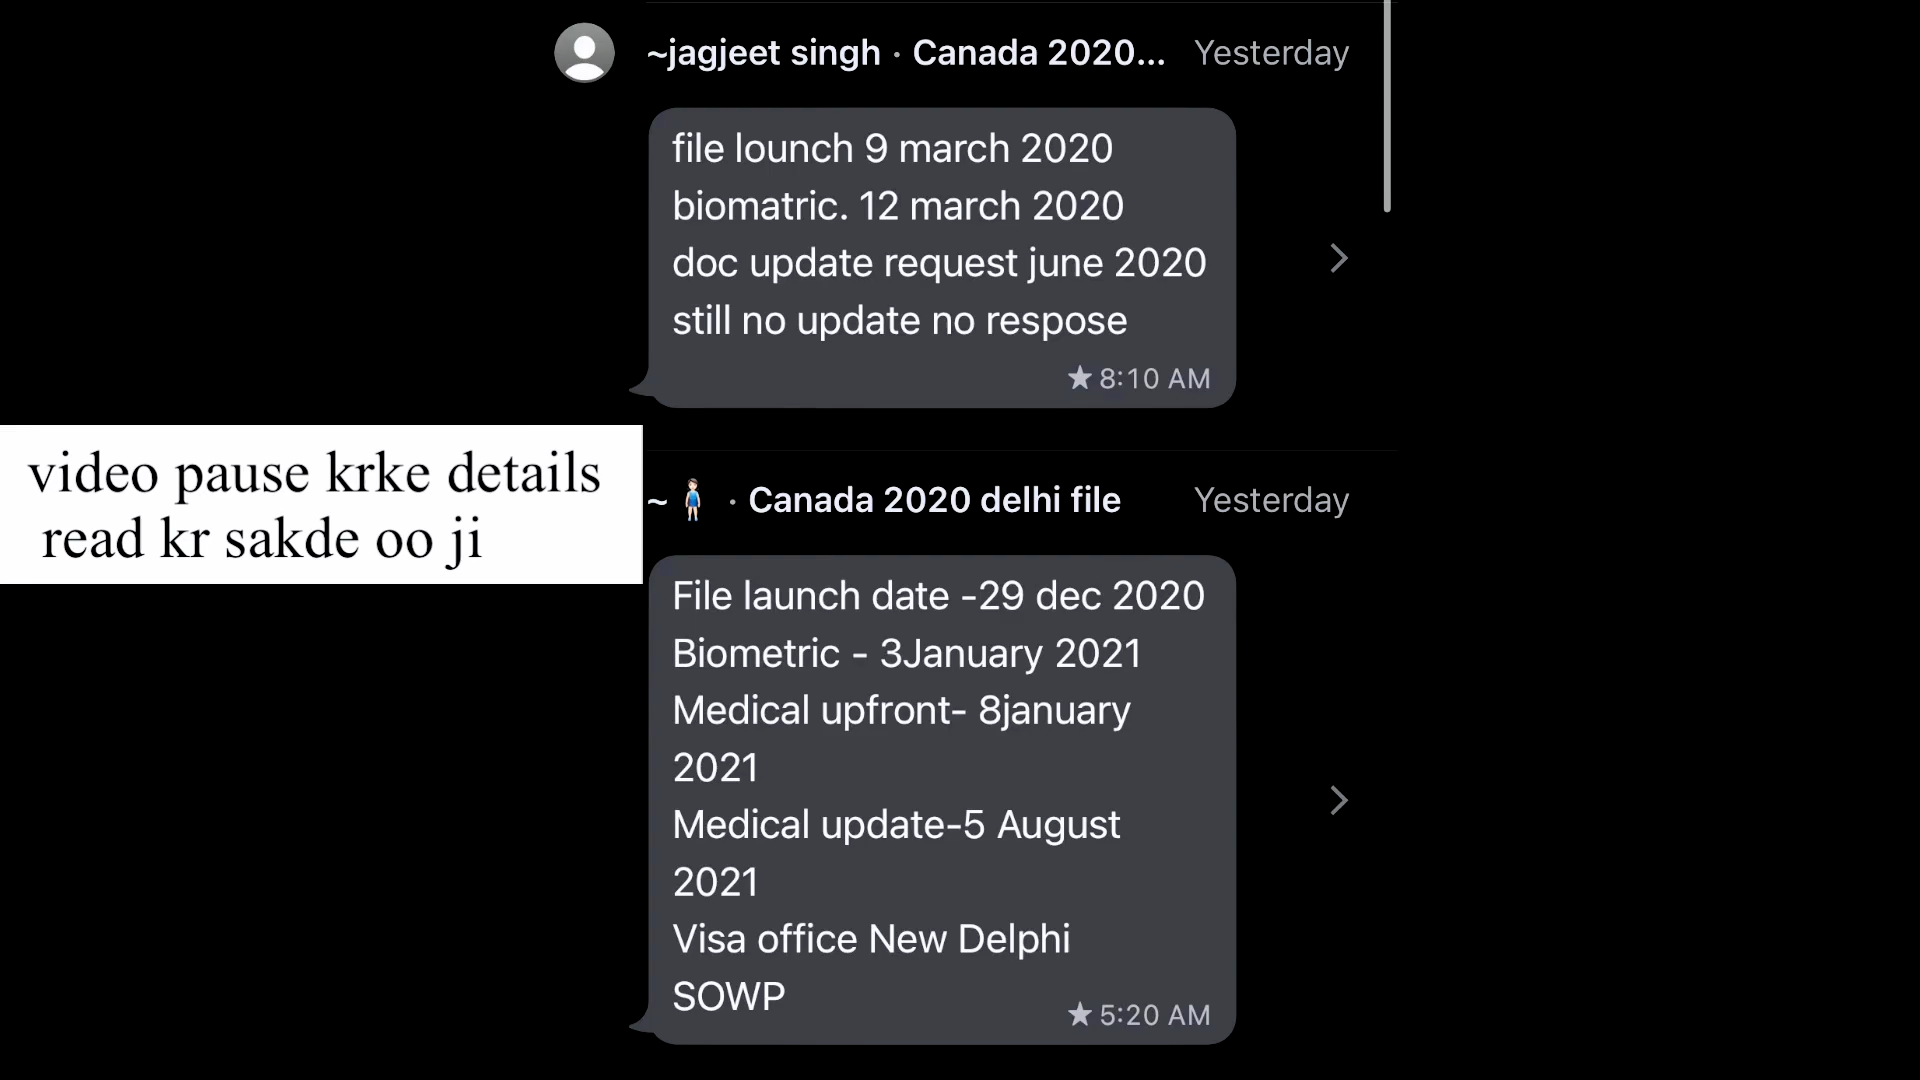 ~jagjeet singh · Canada 2020... Yesterday
file lounch 9 march 2020
biomatric. 12 march 2020
doc update request june 2020
still no update no respose
★ 8:10 AM
video pause krke details
read kr sakde oo ji
~ 🧍🏻‍♂️ · Canada 2020 delhi file Yesterday
File launch date -29 dec 2020
Biometric - 3January 2021
Medical upfront- 8january
2021
Medical update-5 August
2021
Visa office New Delphi
SOWP
★ 5:20 AM